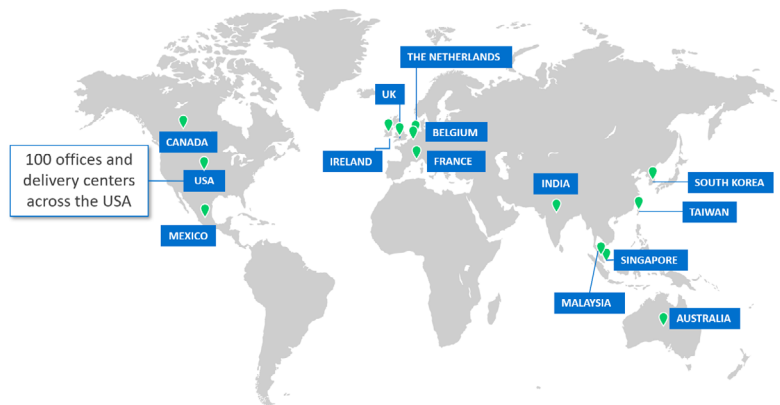 THE NETHERLANDS
UK
CANADA
BELGIUM
IRELAND
FRANCE
100 offices and
delivery centers
across the USA
USA
INDIA
SOUTH KOREA
TAIWAN
MEXICO
SINGAPORE
MALAYSIA
AUSTRALIA